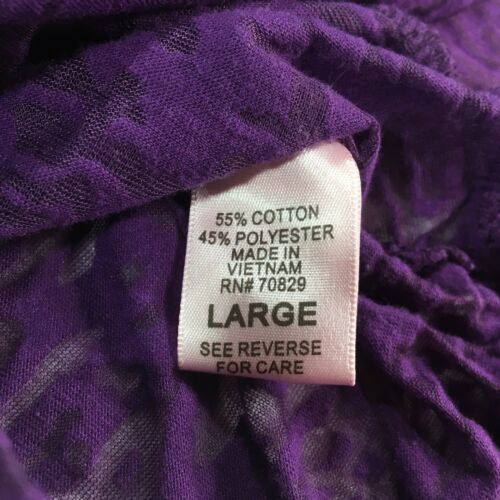 55% COTTON
45% POLYESTER
MADE IN
VIETNAM
RN# 70829
LARGE
SEE REVERSE
FOR CARE